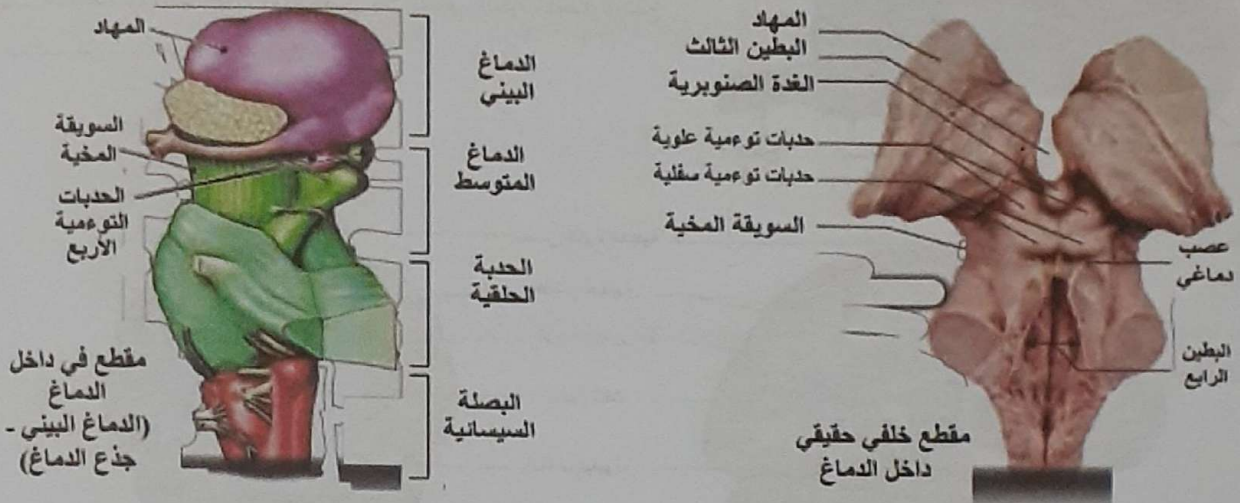 المهاد
البطين الثالث
الغدة الصنوبرية
حدبات توءمية علوية
حدبات توءمية سفلية
السويقة المخية
عصب
دماغي
البطين
الرابع
مقطع خلفي حقيقي
داخل الدماغ
المهاد
السويقة
المخية
الحدبات
التوءمية
الأربع
الدماغ
البيني
الدماغ
المتوسط
الحدبة
الحلقية
البصلة
السيسائية
مقطع في داخل
الدماغ
(الدماغ البيني -
جذع الدماغ)